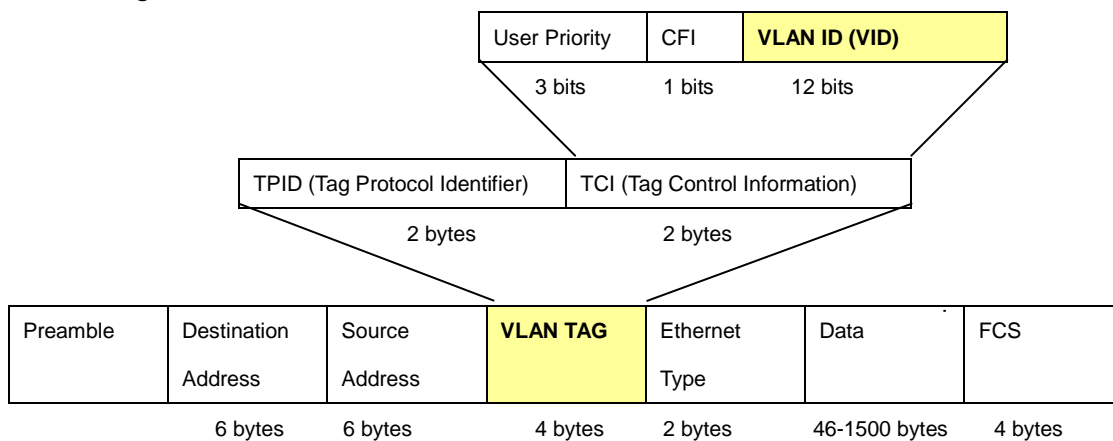 User Priority CFI VLAN ID (VID)
3 bits 1 bits 12 bits
TPID (Tag Protocol Identifier) TCI (Tag Control Information)
2 bytes 2 bytes
Preamble Destination Source VLAN TAG Ethernet Data FCS
Address Address Type
6 bytes 6 bytes 4 bytes 2 bytes 46-1500 bytes 4 bytes